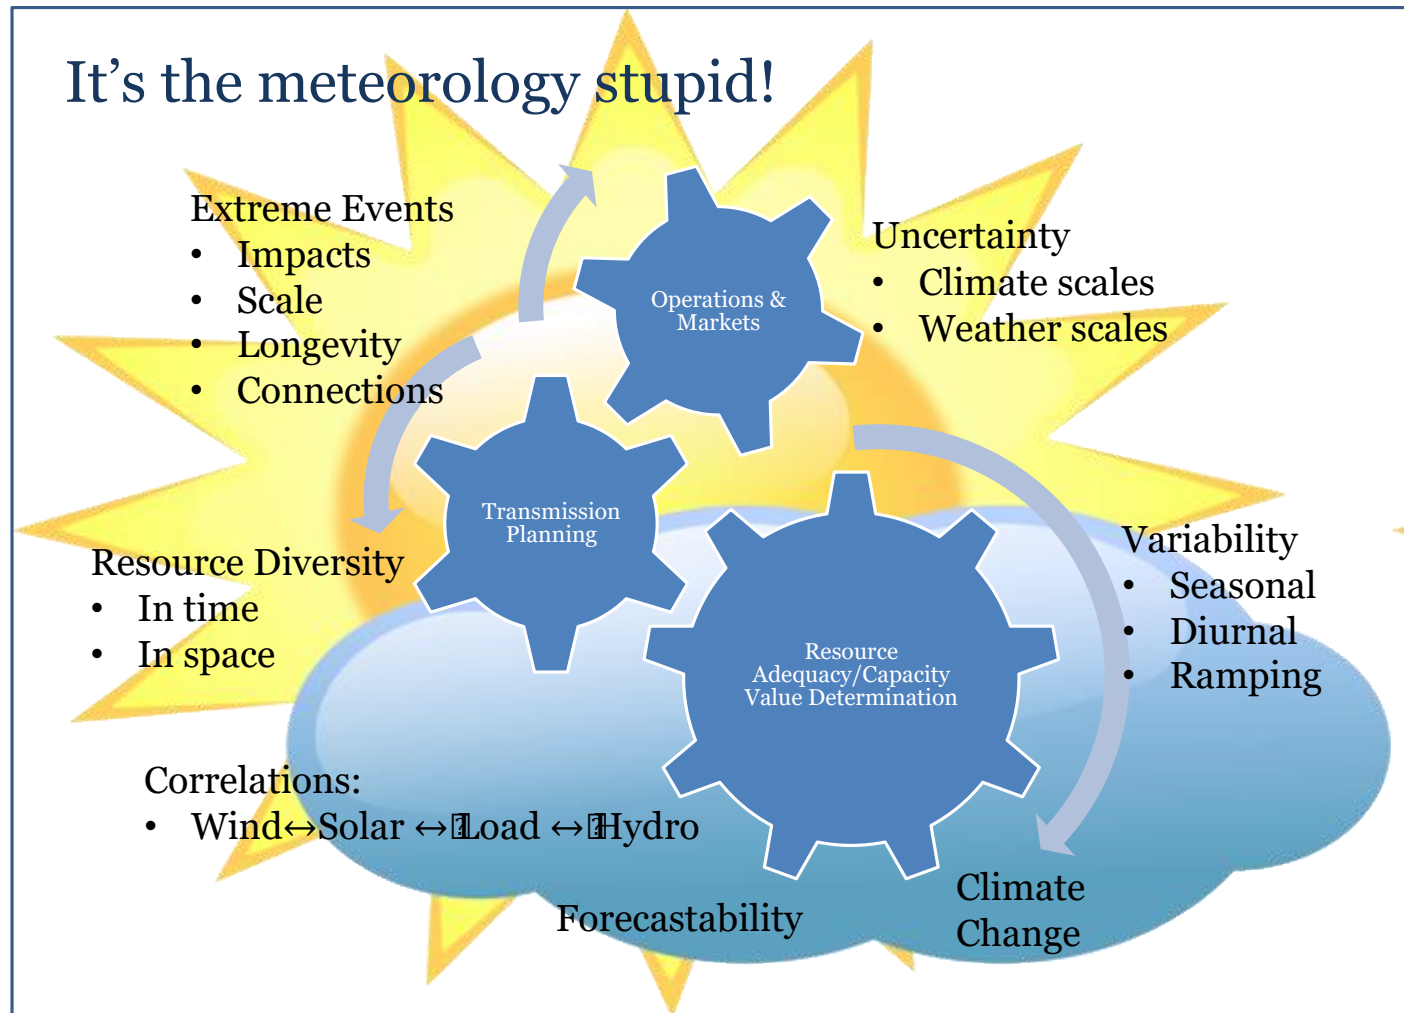 It's the meteorology stupid!
Extreme Events
• Impacts
• Scale
• Longevity
• Connections
Operations &
Markets
Uncertainty
• Climate scales
• Weather scales
Transmission
Planning
Resource Diversity
• In time
• In space
Resource
Adequacy/Capacity
Value Determination
Variability
• Seasonal
• Diurnal
• Ramping
Correlations:
• Wind↔Solar ↔Load ↔Hydro
Forecastability
Climate
Change